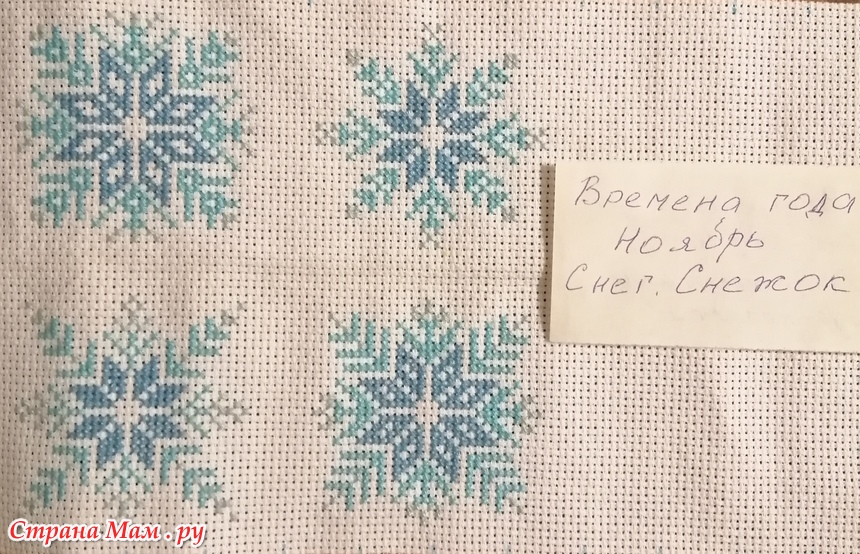 Времена года
Ноябрь
Снег. Снежок
Страна Мам.ру